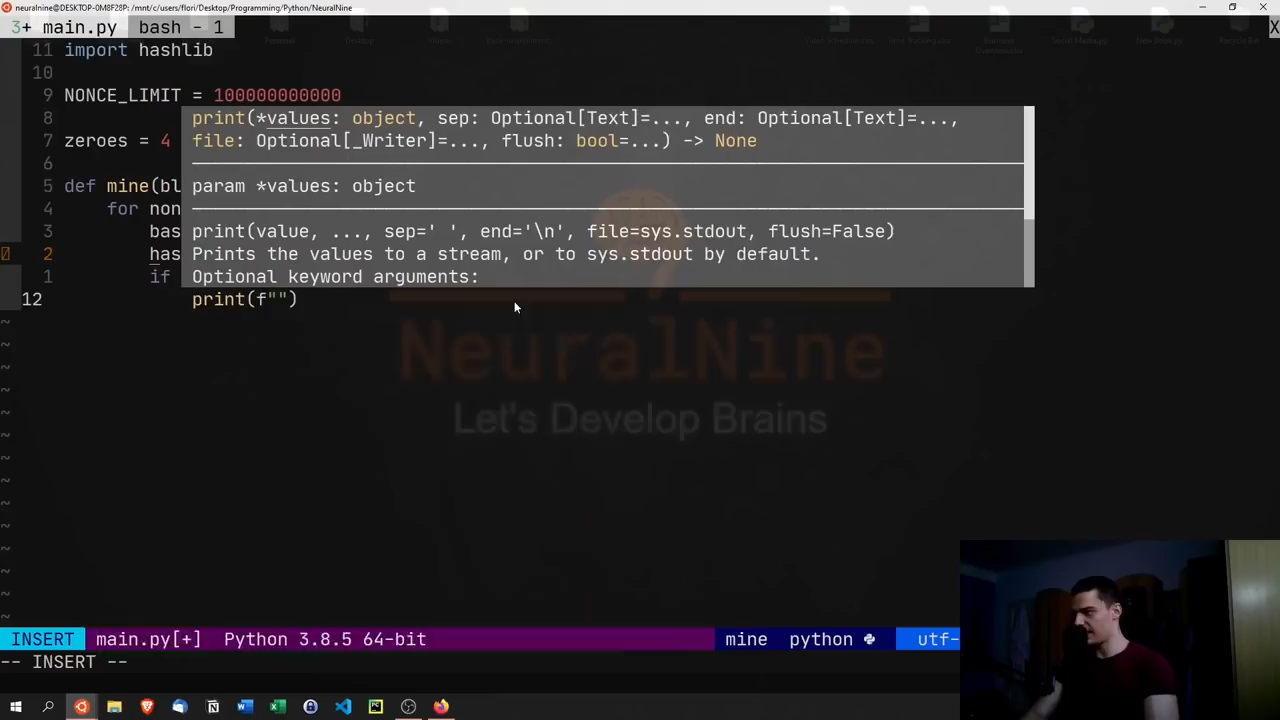 neuralnine@DESKTOP-0M8F28P: /mnt/c/users/flori/Desktop/Programming/Python/NeuralNine
3+ main.py bash - 1 X
11 import hashlib
10
9 NONCE_LIMIT = 100000000000
8 print(*values: object, sep: Optional[Text]=..., end: Optional[Text]=...,
7 zeroes = 4 file: Optional[_Writer]=..., flush: bool=...) -> None
6
5 def mine(bl param *values: object
4 for non
3 bas print(value, ..., sep=' ', end='\n', file=sys.stdout, flush=False)
2 has Prints the values to a stream, or to sys.stdout by default.
1 if Optional keyword arguments:
12 print(f"")
~
~
~
~
~
~
~
~
~
~
~
~
~
~
NeuralNine
Let's Develop Brains
INSERT main.py[+] Python 3.8.5 64-bit mine python utf-
-- INSERT --